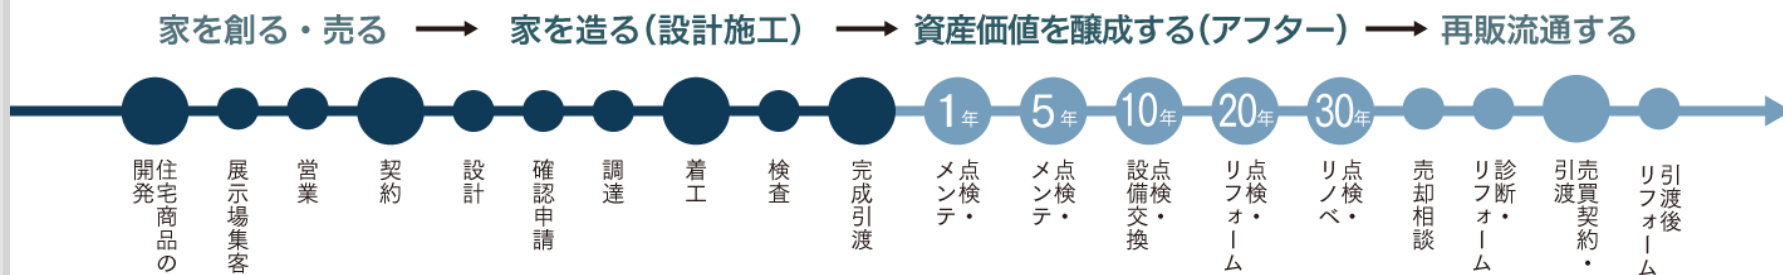 家を創る・売る → 家を造る(設計施工) → 資産価値を醸成する(アフター) → 再販流通する
1年
5年
10年
20年
30年
住宅商品の
開発
展示場集客
営業
契約
設計
確認申請
調達
着工
検査
完成引渡
点検・
メンテ
点検・
メンテ
点検・
設備交換
点検・
リフォーム
点検・
リノベ
売却相談
診断・
リフォーム
売買契約・
引渡
引渡後
リフォーム